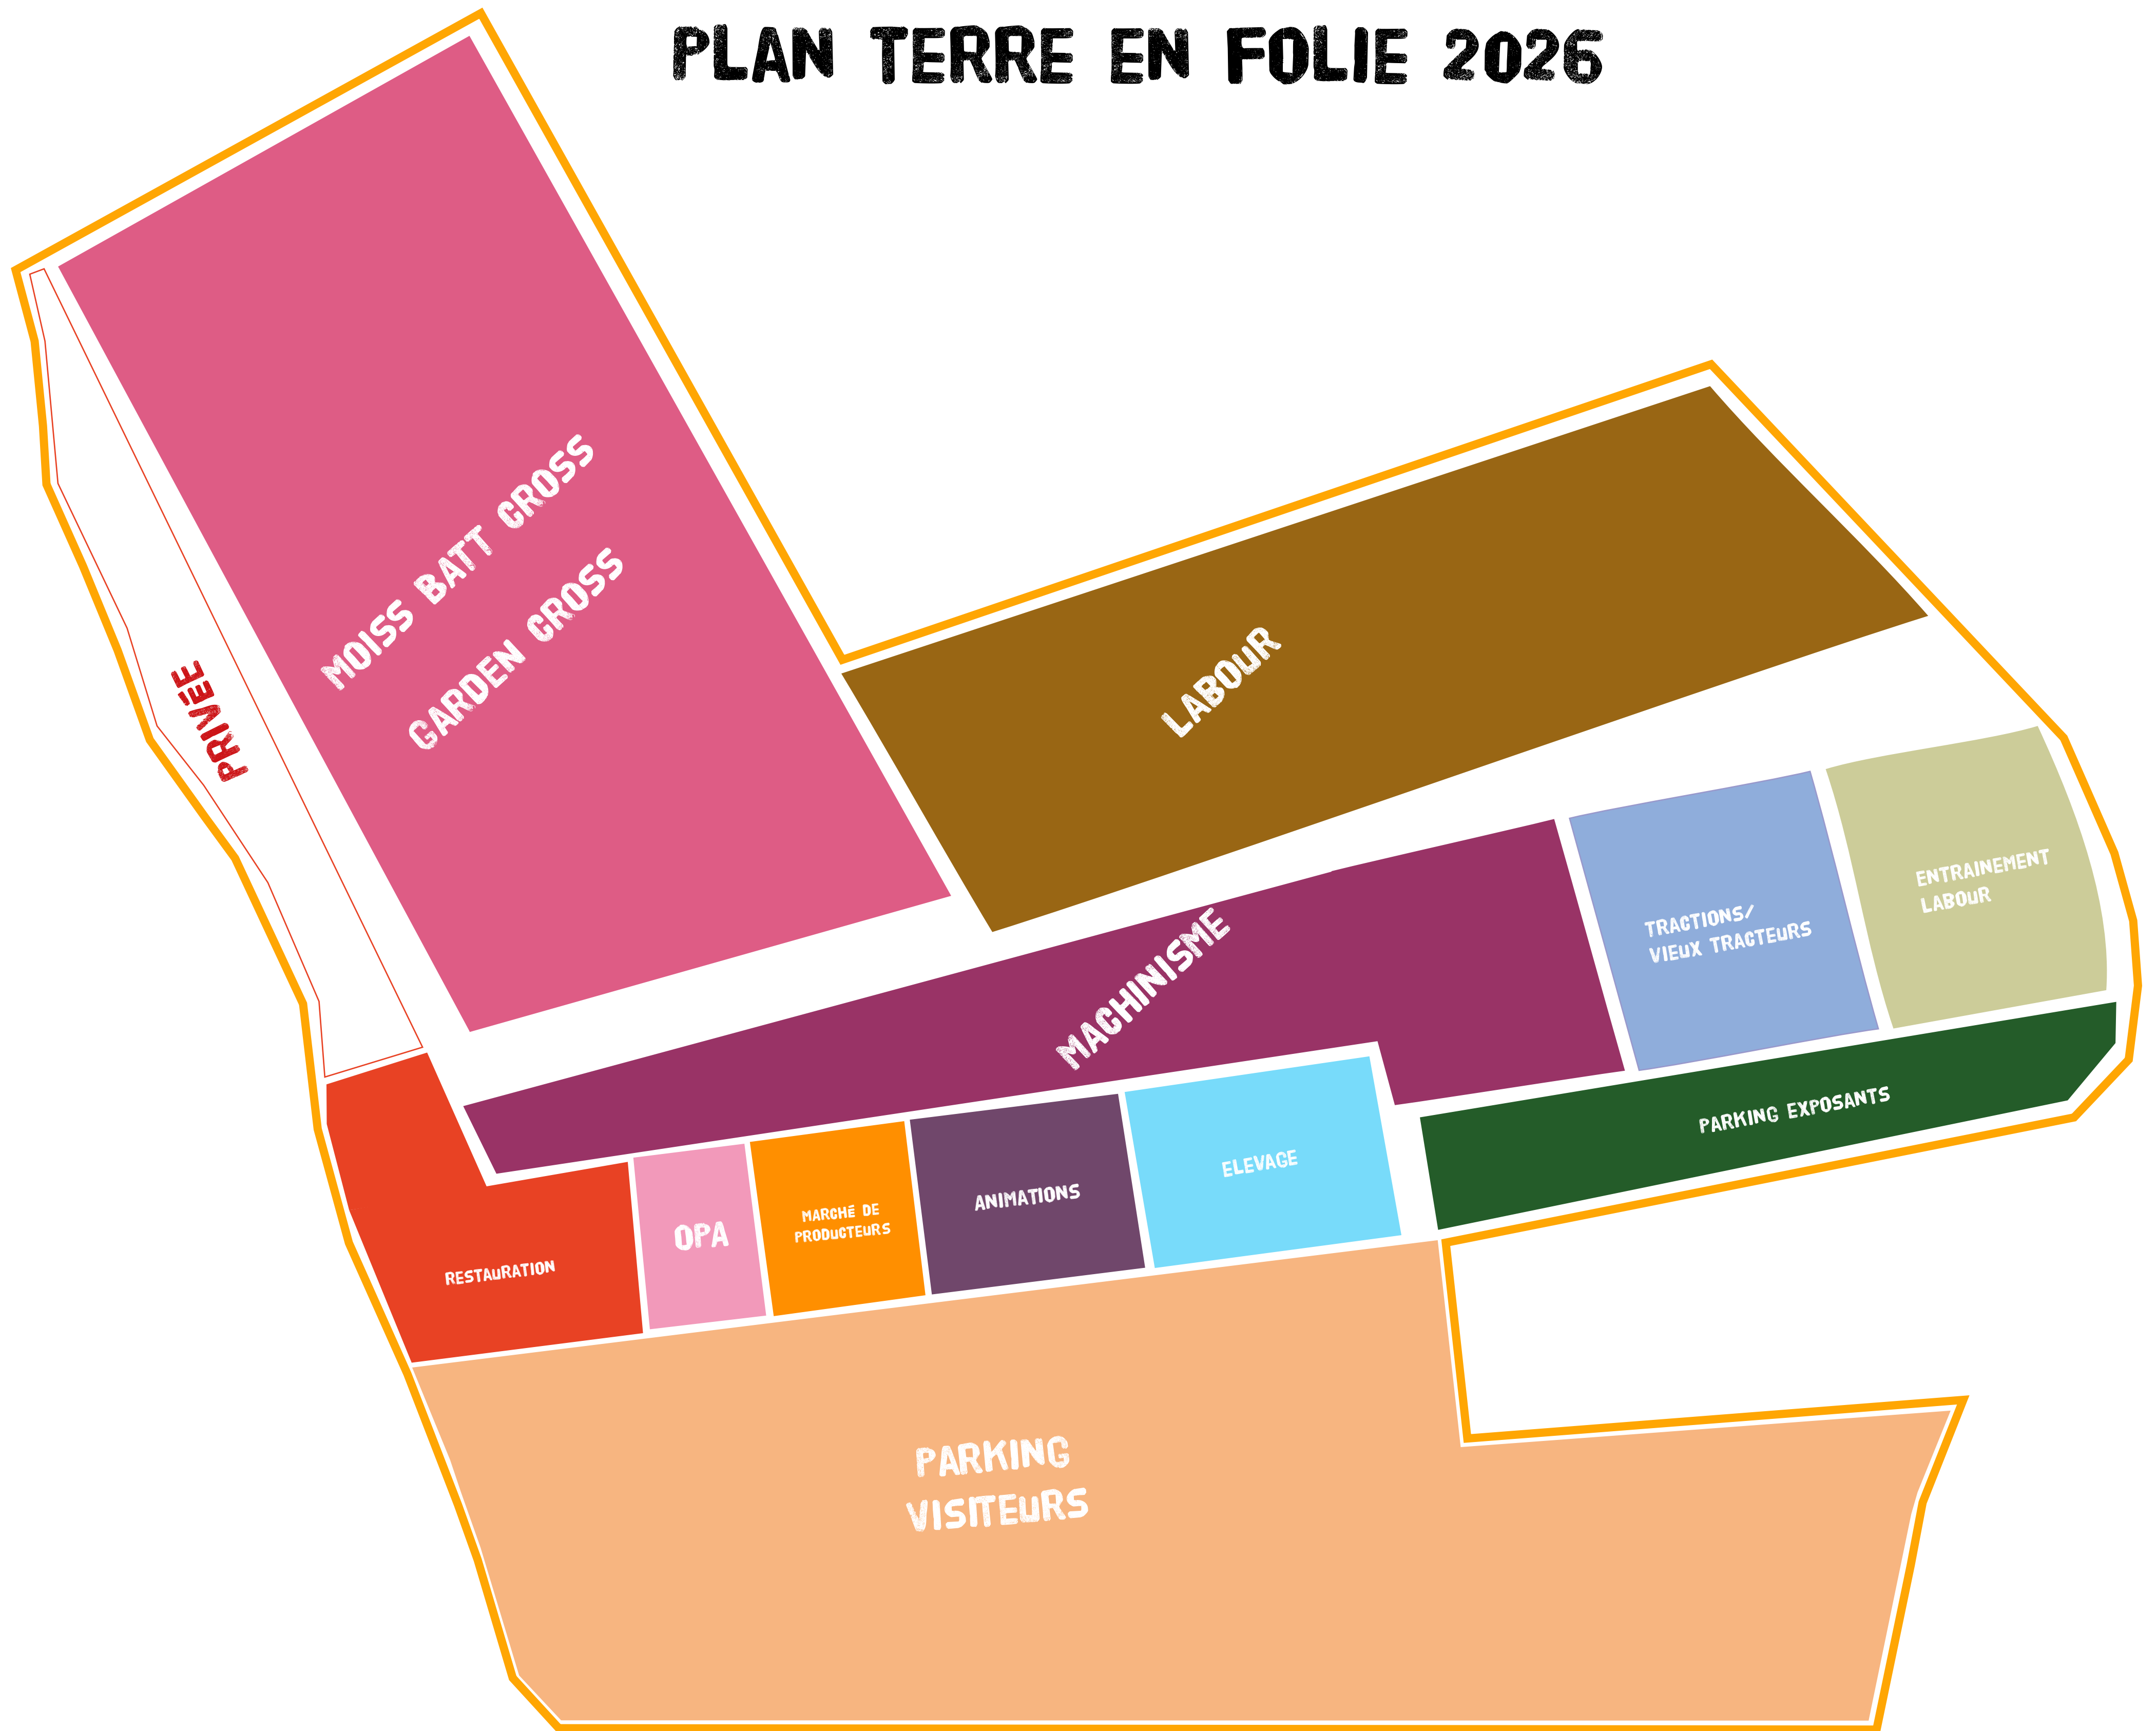 PLAN TERRE EN FOLIE 2026
MOISS BATT CROSS
GARDEN CROSS
PRIVÉE
LABOUR
MACHINISME
TRACTIONS/
VIEUX TRACTEURS
ENTRAINEMENT
LABOUR
PARKING EXPOSANTS
ELEVAGE
ANIMATIONS
MARCHÉ DE
PRODUCTEURS
OPA
RESTAURATION
PARKING
VISITEURS